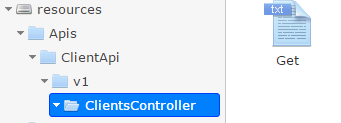 resources
Apis
ClientApi
v1
ClientsController
txt
Get